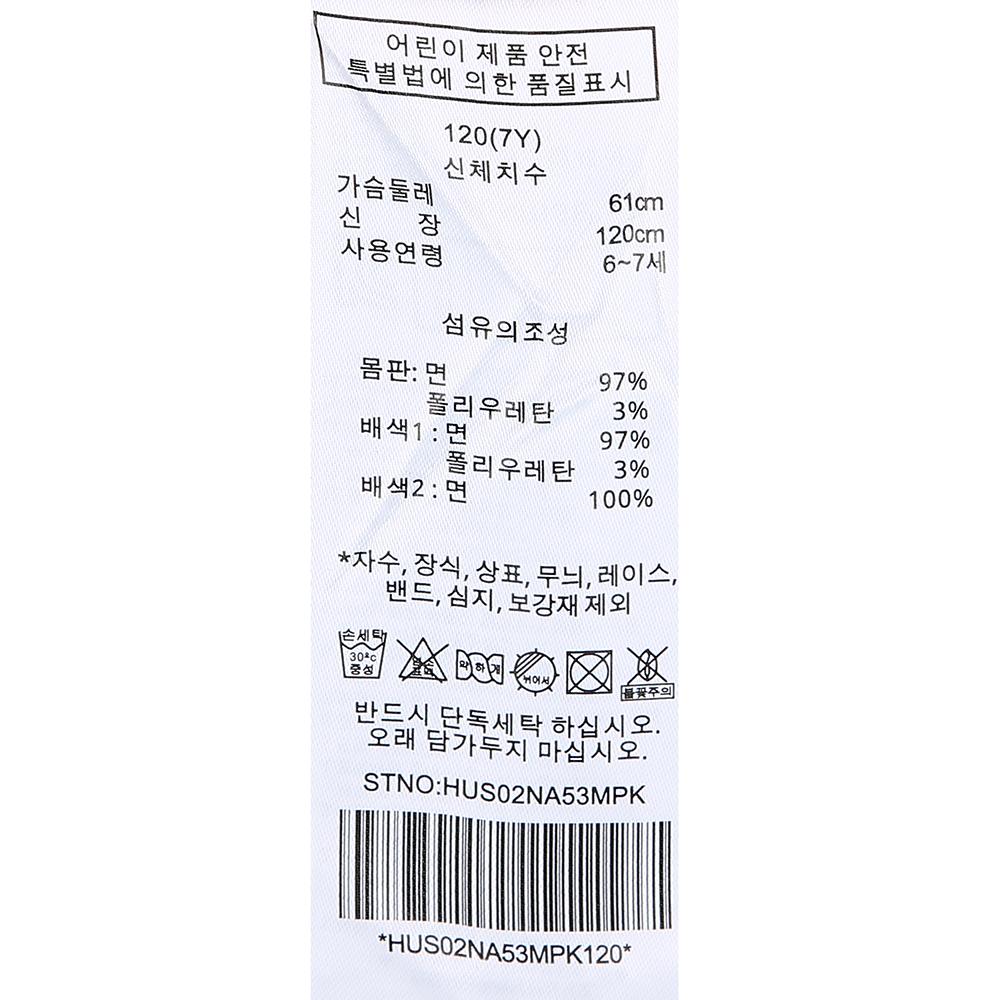 어린이 제품 안전
특별법에 의한 품질표시
120(7Y)
신체치수
가슴둘레 61cm
신 장 120cm
사용연령 6~7세
섬유의조성
몸판: 면 97%
폴리우레탄 3%
배색1 : 면 97%
폴리우레탄 3%
배색2 : 면 100%
*자수, 장식, 상표, 무늬, 레이스,
밴드, 심지, 보강재 제외
손세탁
30℃
중성
약하게
뉘어서
불꽃주의
반드시 단독세탁 하십시오.
오래 담가두지 마십시오.
STNO:HUS02NA53MPK
*HUS02NA53MPK120*